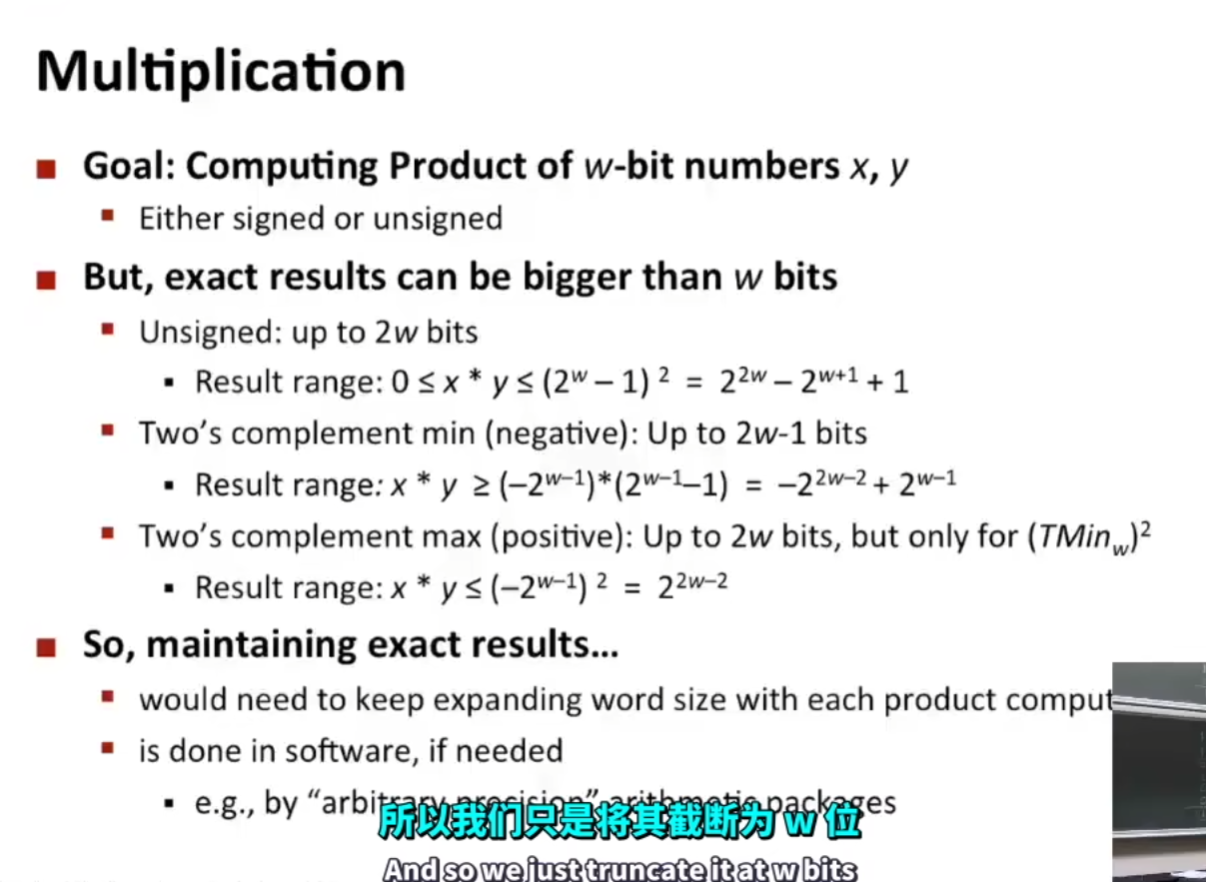 Multiplication
Goal: Computing Product of w-bit numbers x, y
Either signed or unsigned
But, exact results can be bigger than w bits
Unsigned: up to 2w bits
Result range: 0 ≤ x * y ≤ (2^w – 1)^2 = 2^2w – 2^w+1 + 1
Two's complement min (negative): Up to 2w-1 bits
Result range: x * y ≥ (–2^w–1)*(2^w–1–1) = –2^2w–2 + 2^w–1
Two's complement max (positive): Up to 2w bits, but only for (TMin_w)^2
Result range: x * y ≤ (–2^w–1)^2 = 2^2w–2
So, maintaining exact results…
would need to keep expanding word size with each product comput
is done in software, if needed
e.g., by “arbitrary precision” arithmetic packages
所以我们只是将其截断为 w 位
And so we just truncate it at w bits